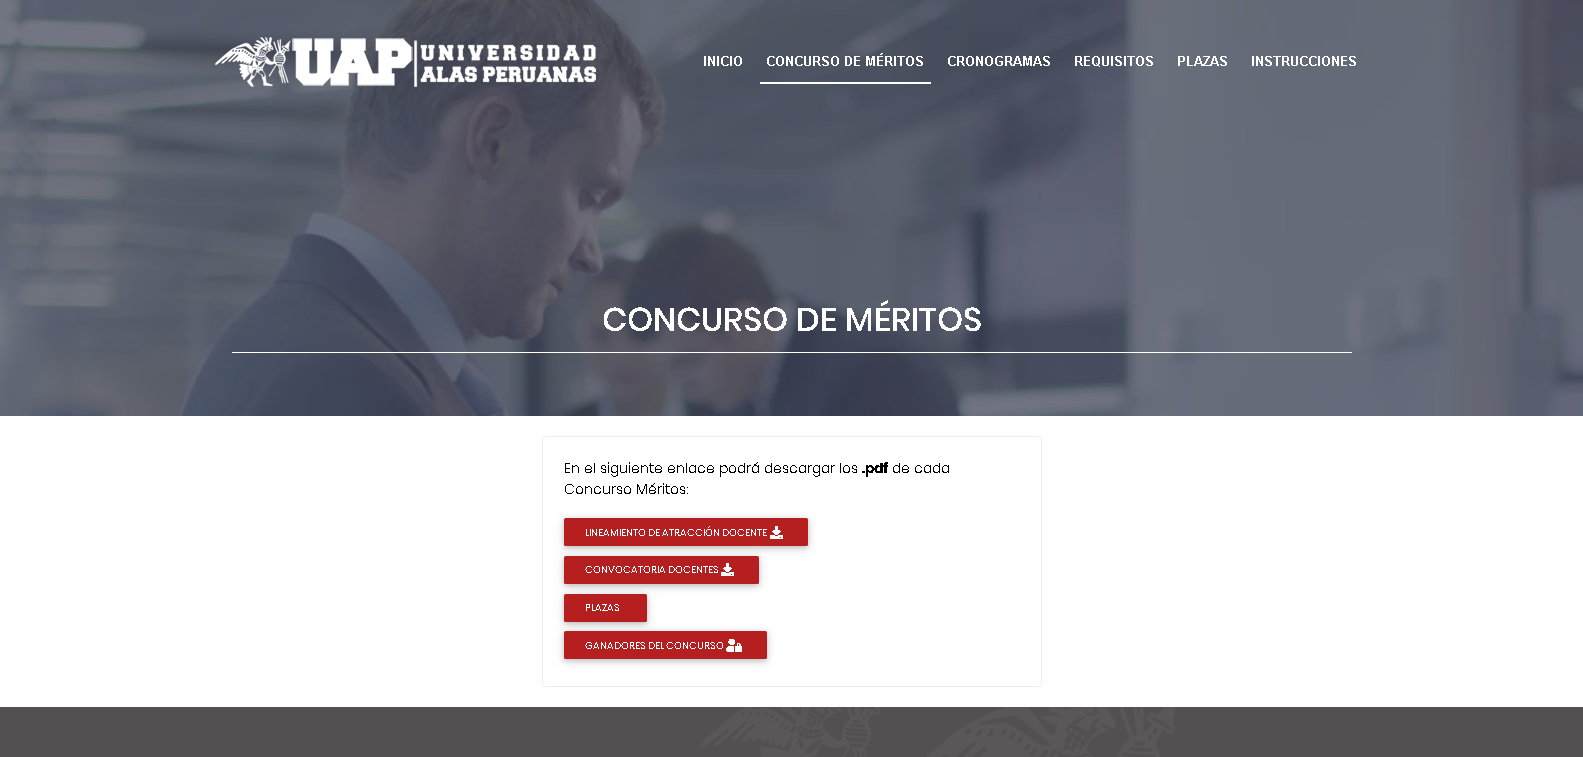 UAP UNIVERSIDAD
ALAS PERUANAS
INICIO CONCURSO DE MÉRITOS CRONOGRAMAS REQUISITOS PLAZAS INSTRUCCIONES
CONCURSO DE MÉRITOS
En el siguiente enlace podrá descargar los .pdf de cada
Concurso Méritos:
LINEAMIENTO DE ATRACCIÓN DOCENTE
CONVOCATORIA DOCENTES
PLAZAS
GANADORES DEL CONCURSO